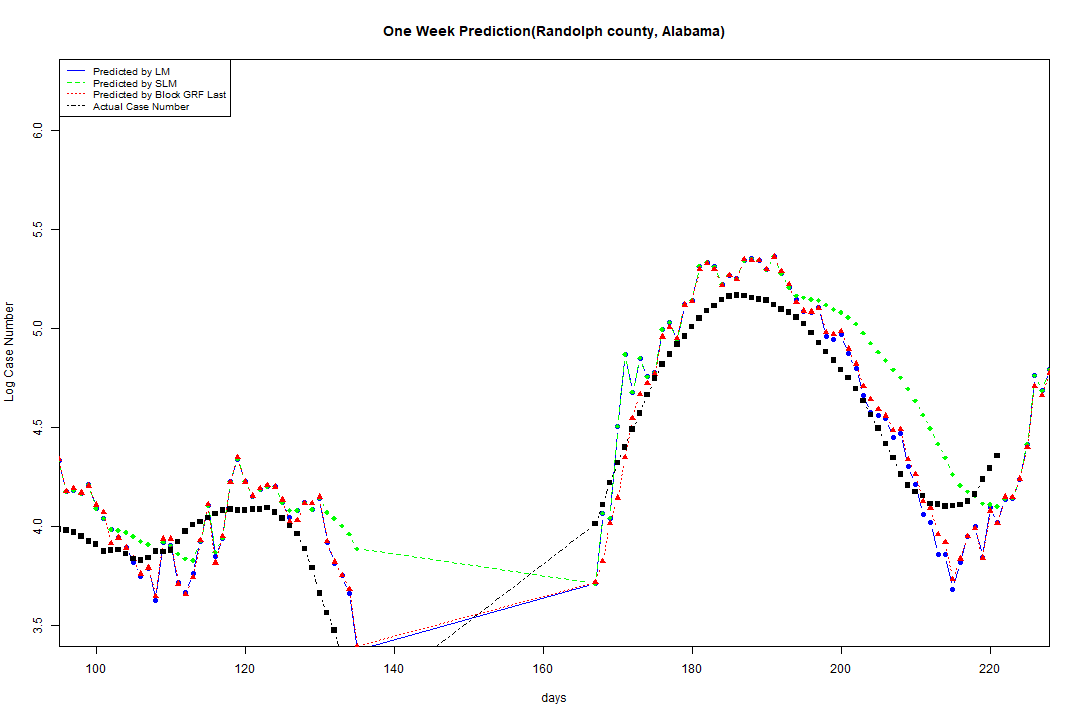 One Week Prediction(Randolph county, Alabama)
Predicted by LM
Predicted by SLM
Predicted by Block GRF Last
Actual Case Number
6.0
5.5
5.0
4.5
4.0
3.5
Log Case Number
100 120 140 160 180 200 220
days